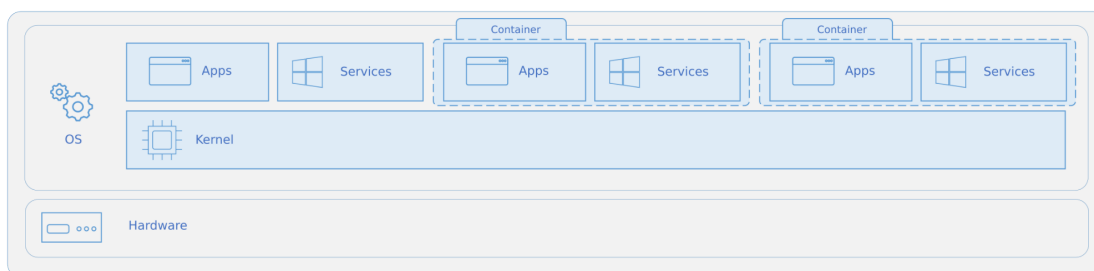 Container
Container
Apps
Services
Apps
Services
Apps
Services
OS
Kernel
Hardware